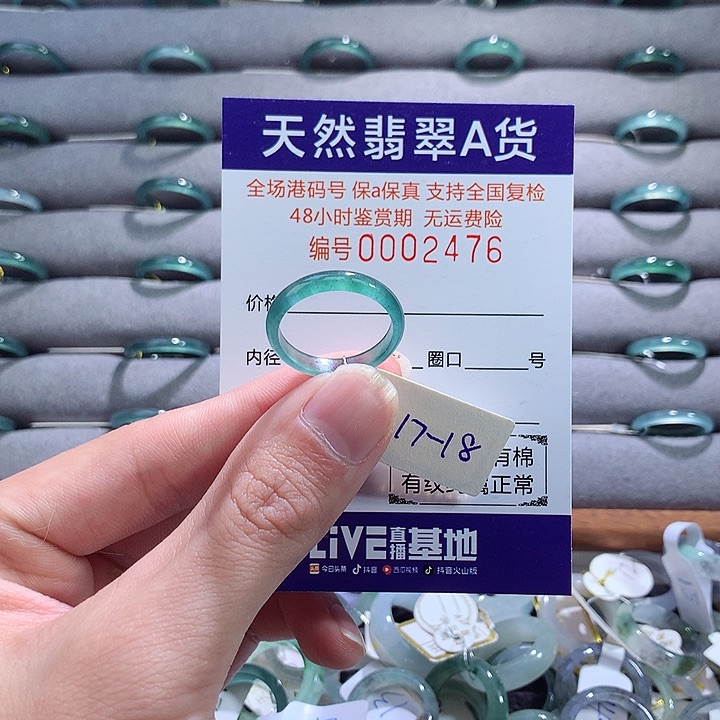 天然翡翠A货
全场港码号 保a保真 支持全国复检
48小时鉴赏期 无运费险
编号0002476
价格
内径 圈口 号
17-18
有棉
有纹 属正常
LiVE直播基地
今日头条 抖音 西瓜视频 抖音火山版